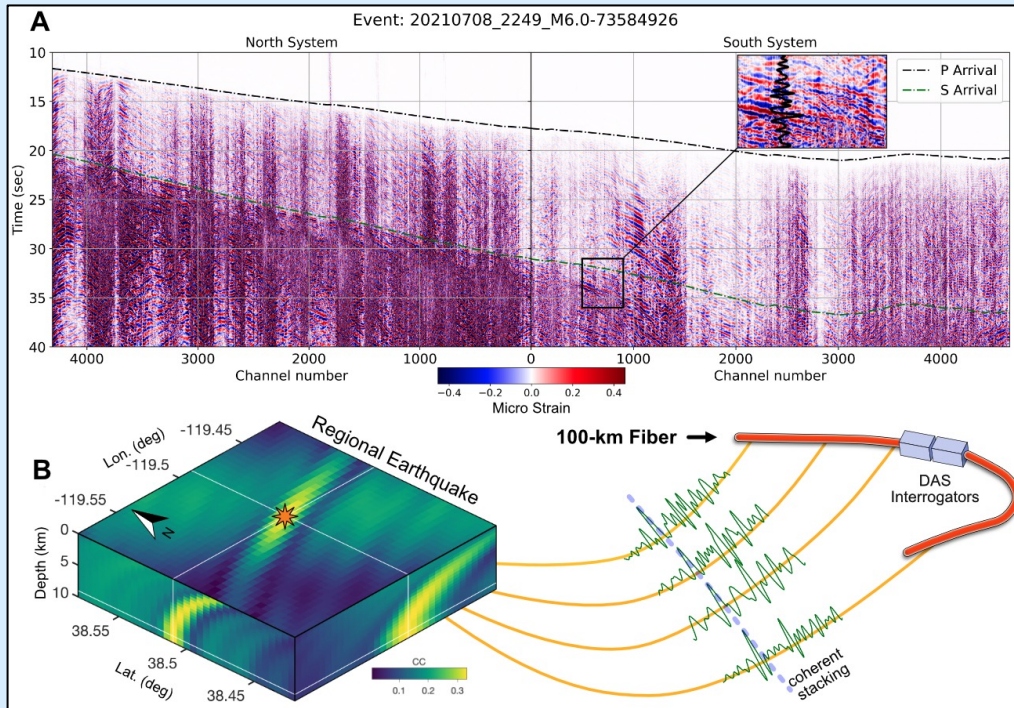 A
Event: 20210708_2249_M6.0-73584926
North System
South System
P Arrival
S Arrival
Time (sec)
10
15
20
25
30
35
40
4000
3000
2000
1000
0
1000
2000
3000
4000
Channel number
Channel number
−0.4
−0.2
0.0
0.2
0.4
Micro Strain
B
Regional Earthquake
Lon. (deg)
-119.45
-119.5
-119.55
N
Depth (km)
0
5
10
38.55
38.5
38.45
Lat. (deg)
CC
0.1
0.2
0.3
100-km Fiber
DAS
Interrogators
coherent
stacking